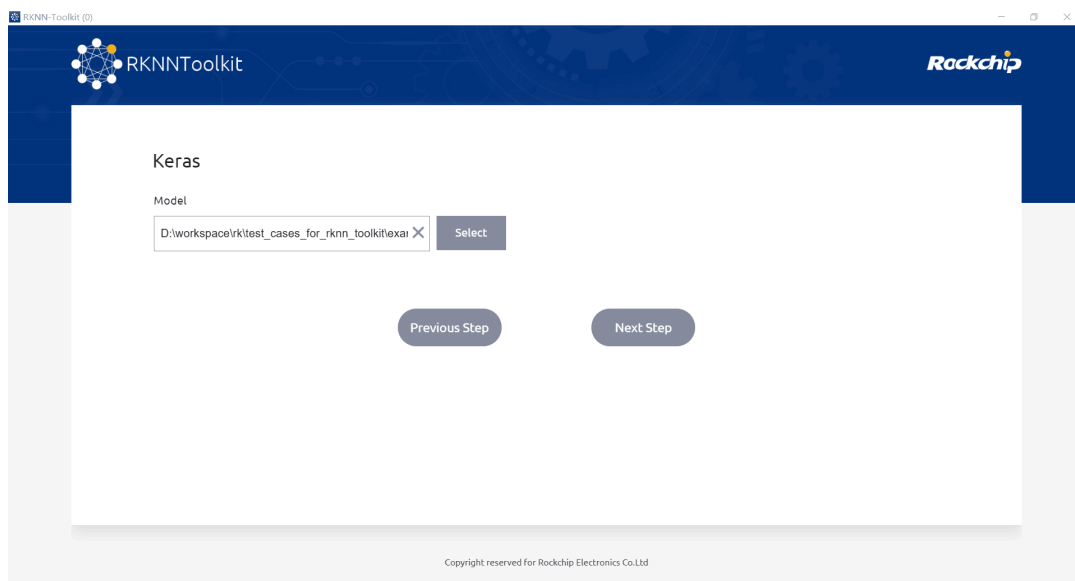 RKNN-Toolkit (0)
RKNNToolkit
Rockchip
Keras
Model
D:\workspace\rk\test_cases_for_rknn_toolkit\exar
Select
Previous Step
Next Step
Copyright reserved for Rockchip Electronics Co.Ltd